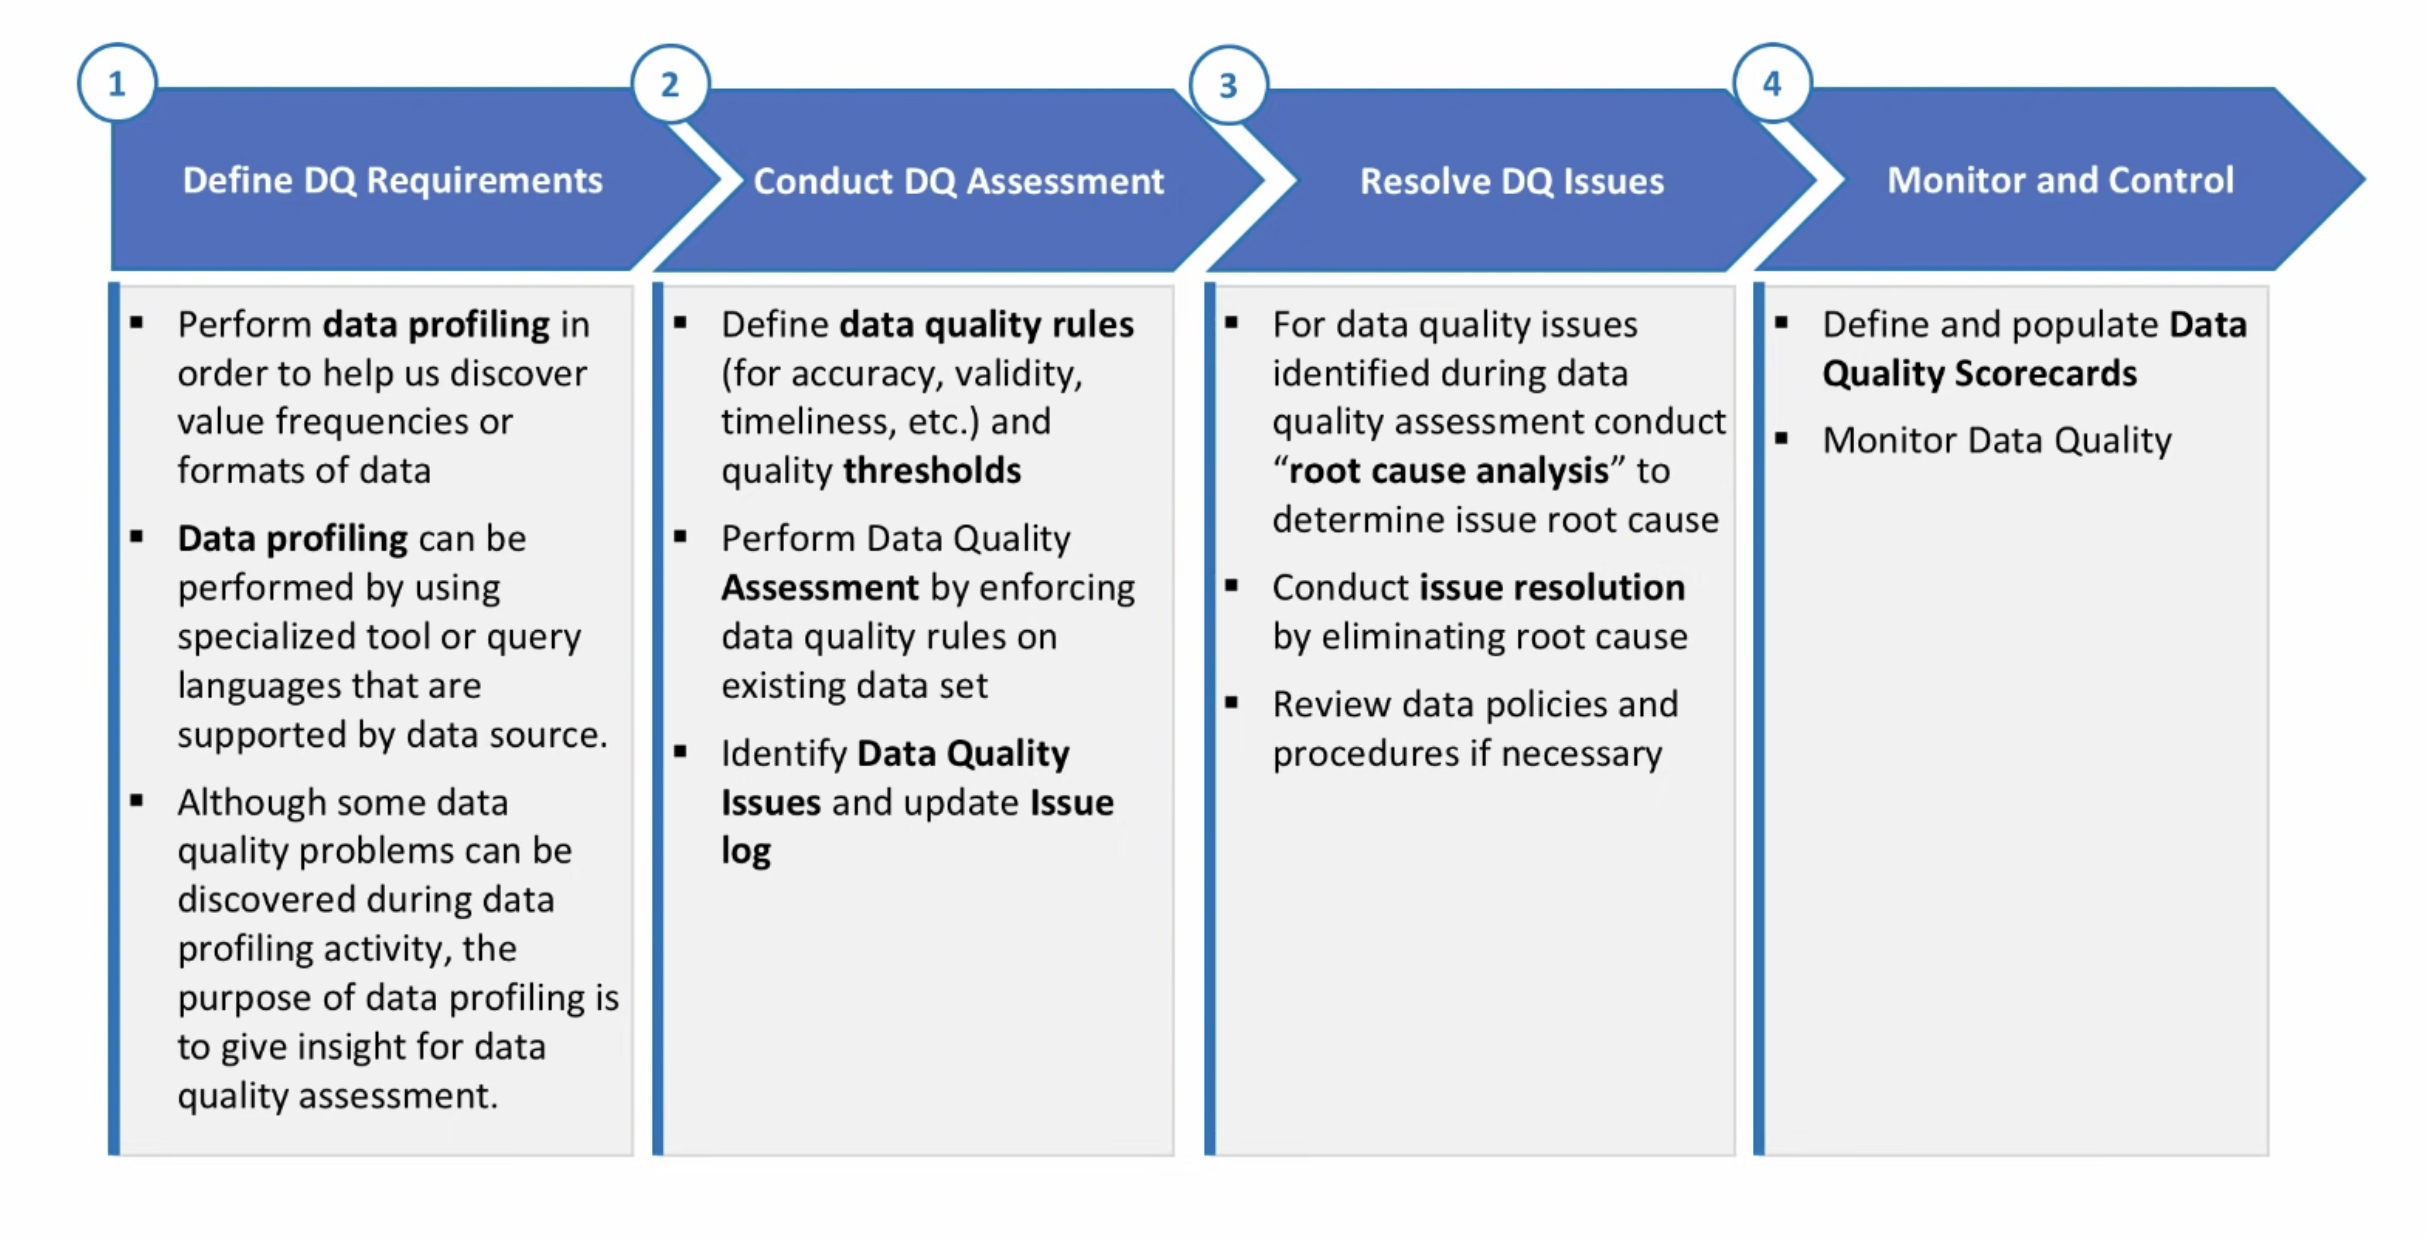 1
Define DQ Requirements
▪ Perform data profiling in
order to help us discover
value frequencies or
formats of data
▪ Data profiling can be
performed by using
specialized tool or query
languages that are
supported by data source.
▪ Although some data
quality problems can be
discovered during data
profiling activity, the
purpose of data profiling is
to give insight for data
quality assessment.
2
Conduct DQ Assessment
▪ Define data quality rules
(for accuracy, validity,
timeliness, etc.) and
quality thresholds
▪ Perform Data Quality
Assessment by enforcing
data quality rules on
existing data set
▪ Identify Data Quality
Issues and update Issue
log
3
Resolve DQ Issues
▪ For data quality issues
identified during data
quality assessment conduct
“root cause analysis” to
determine issue root cause
▪ Conduct issue resolution
by eliminating root cause
▪ Review data policies and
procedures if necessary
4
Monitor and Control
▪ Define and populate Data
Quality Scorecards
▪ Monitor Data Quality